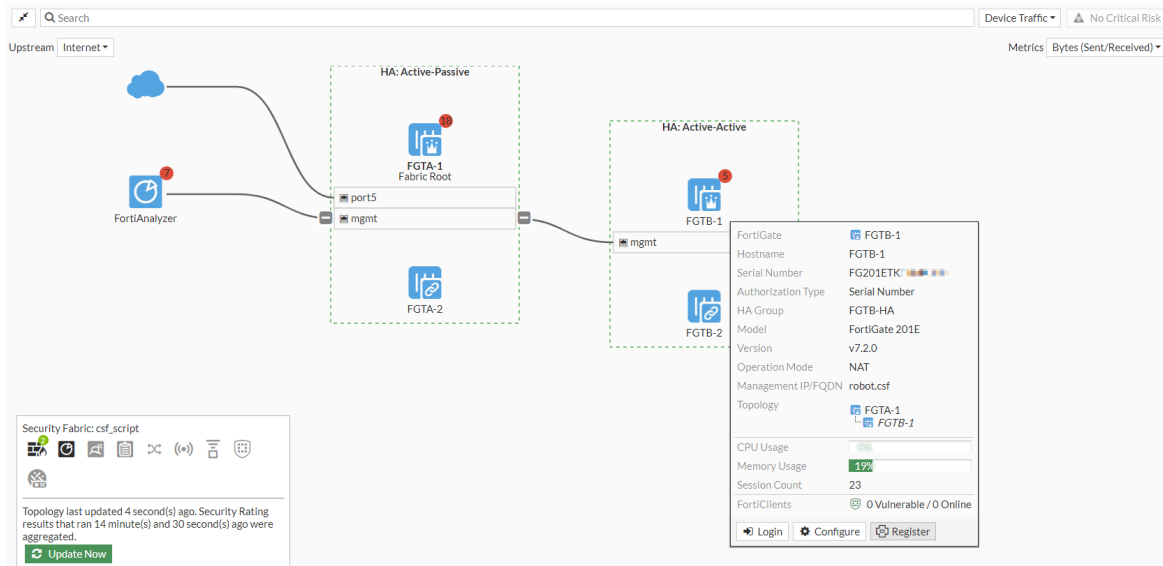 Search
Device Traffic
No Critical Risk
Upstream Internet
Metrics Bytes (Sent/Received)
HA: Active-Passive
18
FGTA-1
Fabric Root
port5
mgmt
FGTA-2
7
FortiAnalyzer
HA: Active-Active
5
FGTB-1
mgmt
FGTB-2
FortiGate FGTB-1
Hostname FGTB-1
Serial Number FG201ETK
Authorization Type Serial Number
HA Group FGTB-HA
Model FortiGate 201E
Version v7.2.0
Operation Mode NAT
Management IP/FQDN robot.csf
Topology FGTA-1
FGTB-1
CPU Usage
Memory Usage 19%
Session Count 23
FortiClients 0 Vulnerable / 0 Online
Login Configure Register
Security Fabric: csf_script
2
Topology last updated 4 second(s) ago. Security Rating
results that ran 14 minute(s) and 30 second(s) ago were
aggregated.
Update Now